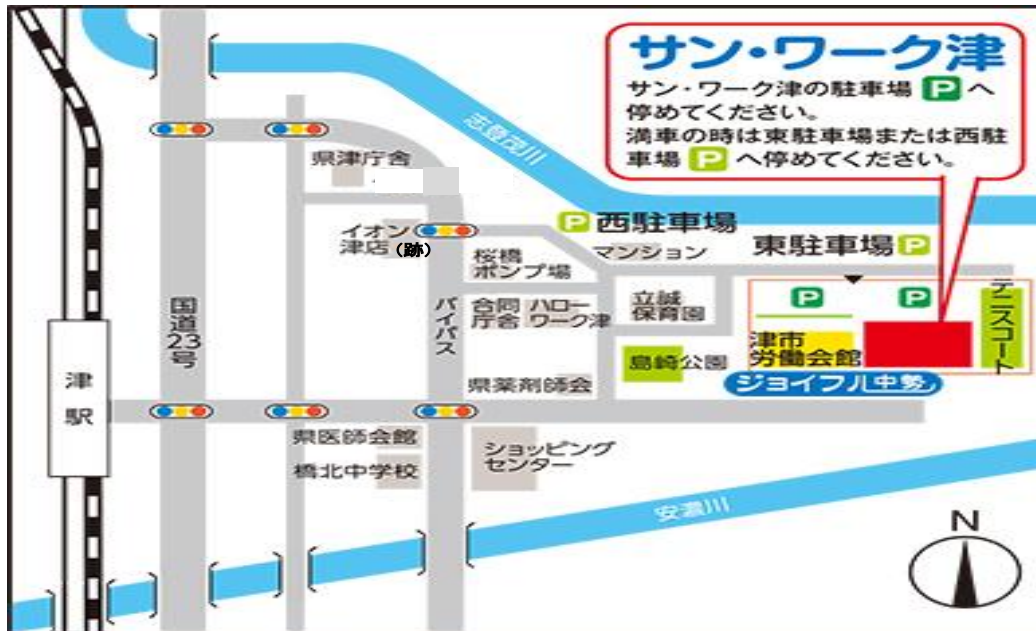 サン・ワーク津
サン・ワーク津の駐車場 P へ
停めてください。
満車の時は東駐車場または西駐
車場 P へ停めてください。
志登茂川
県津庁舎
P 西駐車場
イオン
津店(跡)
桜橋
ポンプ場
マンション
東駐車場 P
国道23号
バイパス
合同
庁舎
ハロー
ワーク津
立誠
保育園
P
P
テニスコート
津市
労働会館
島崎公園
ジョイフル中勢
県薬剤師会
津駅
県医師会館
橋北中学校
ショッピング
センター
安濃川
N